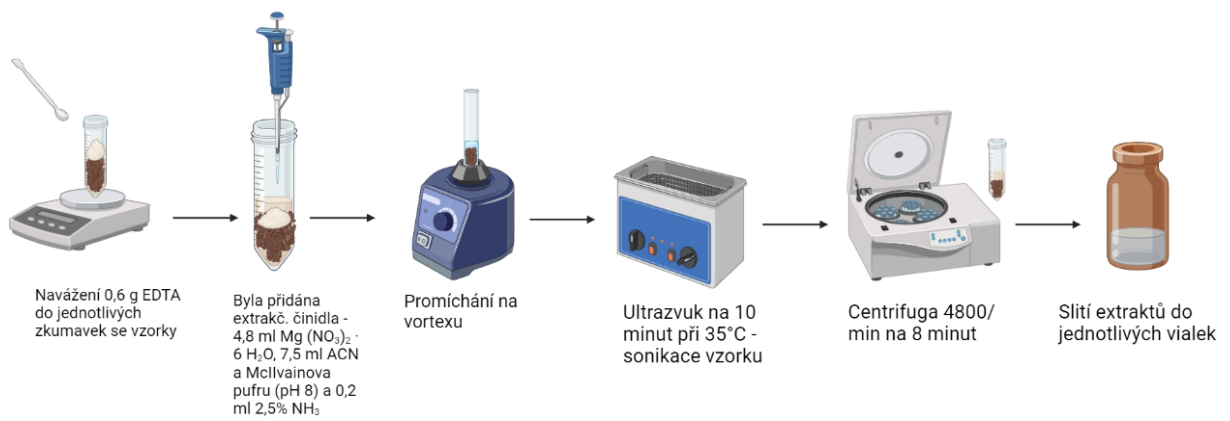 Navážení 0,6 g EDTA
do jednotlivých
zkumavek se vzorky
Byla přidána
extrakč. činidla -
4,8 ml Mg (NO₃)₂ ·
6 H₂O, 7,5 ml ACN
a McIlvainova
pufru (pH 8) a 0,2
ml 2,5% NH₃
Promíchání na
vortexu
Ultrazvuk na 10
minut při 35°C -
sonikace vzorku
Centrifuga 4800/
min na 8 minut
Slití extraktů do
jednotlivých vialek